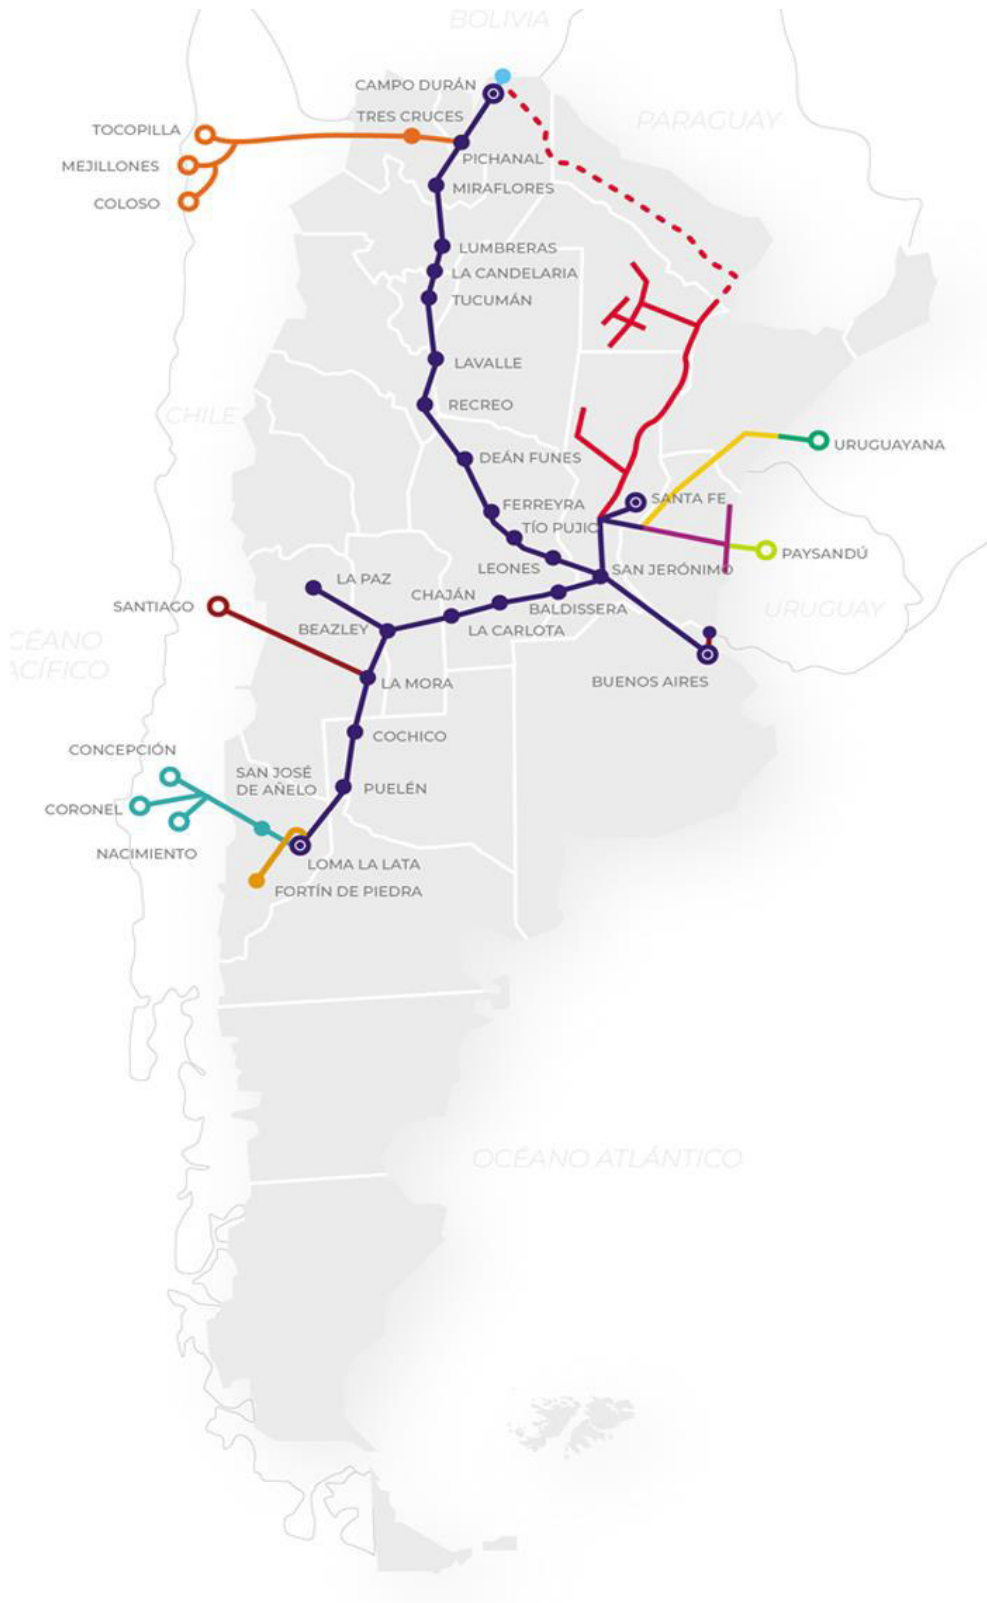 BOLIVIA
CAMPO DURÁN
TRES CRUCES
PARAGUAY
TOCOPILLA
PICHANAL
MEJILLONES
MIRAFLORES
COLOSO
LUMBRERAS
LA CANDELARIA
TUCUMÁN
LAVALLE
RECREO
CHILE
URUGUAYANA
DEÁN FUNES
SANTA FE
FERREYRA
TÍO PUJIO
PAYSANDÚ
LEONES
SAN JERÓNIMO
LA PAZ
CHAJÁN
SANTIAGO
BALDISSERA
URUGUAY
BEAZLEY
LA CARLOTA
CÉANO
ACÍFICO
LA MORA
BUENOS AIRES
COCHICO
CONCEPCIÓN
SAN JOSÉ
DE AÑELO
PUELÉN
CORONEL
NACIMIENTO
LOMA LA LATA
FORTÍN DE PIEDRA
OCÉANO ATLÁNTICO